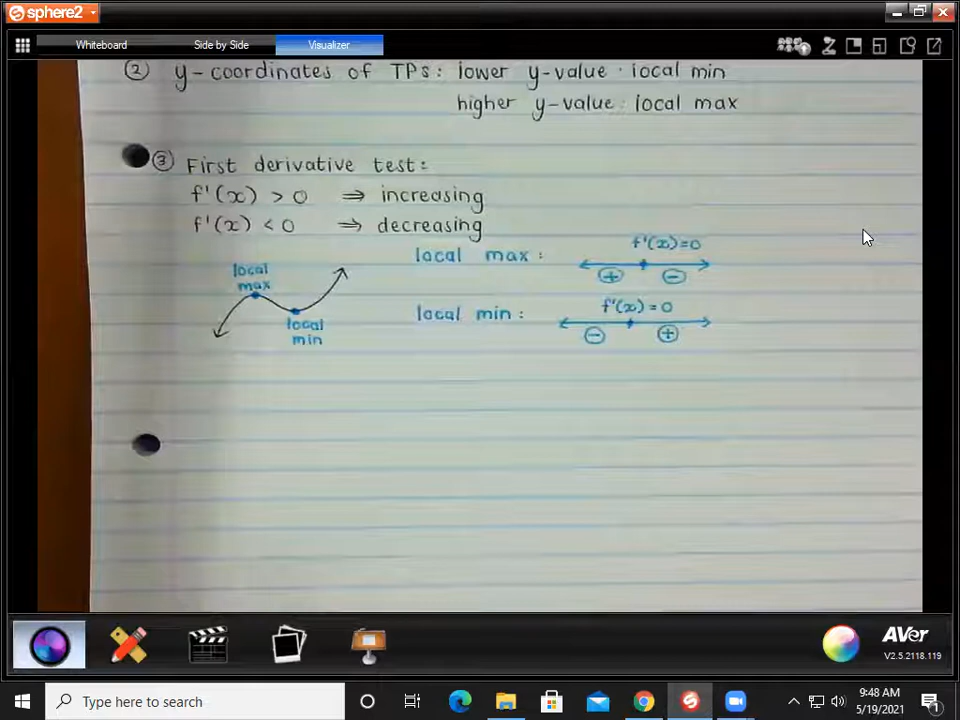 sphere2
Whiteboard
Side by Side
Visualizer
② y-coordinates of TPs: lower y-value : local min
higher y-value : local max
③ First derivative test:
f'(x) > 0 ⇒ increasing
f'(x) < 0 ⇒ decreasing
local max : f'(x)=0
+ −
local max
local min
local min : f'(x) = 0
− +
AVer
V2.5.2118.119
Type here to search
9:48 AM
5/19/2021
1